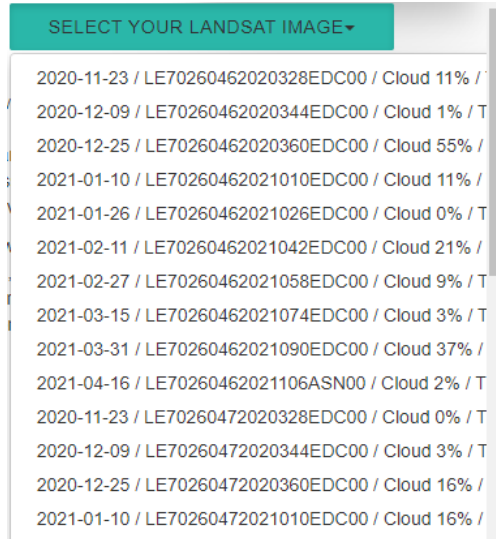 SELECT YOUR LANDSAT IMAGE
2020-11-23 / LE70260462020328EDC00 / Cloud 11% /
2020-12-09 / LE70260462020344EDC00 / Cloud 1% / T
2020-12-25 / LE70260462020360EDC00 / Cloud 55% /
2021-01-10 / LE70260462021010EDC00 / Cloud 11% /
2021-01-26 / LE70260462021026EDC00 / Cloud 0% / T
2021-02-11 / LE70260462021042EDC00 / Cloud 21% /
2021-02-27 / LE70260462021058EDC00 / Cloud 9% / T
2021-03-15 / LE70260462021074EDC00 / Cloud 3% / T
2021-03-31 / LE70260462021090EDC00 / Cloud 37% /
2021-04-16 / LE70260462021106ASN00 / Cloud 2% / T
2020-11-23 / LE70260472020328EDC00 / Cloud 0% / T
2020-12-09 / LE70260472020344EDC00 / Cloud 3% / T
2020-12-25 / LE70260472020360EDC00 / Cloud 16% /
2021-01-10 / LE70260472021010EDC00 / Cloud 16% /